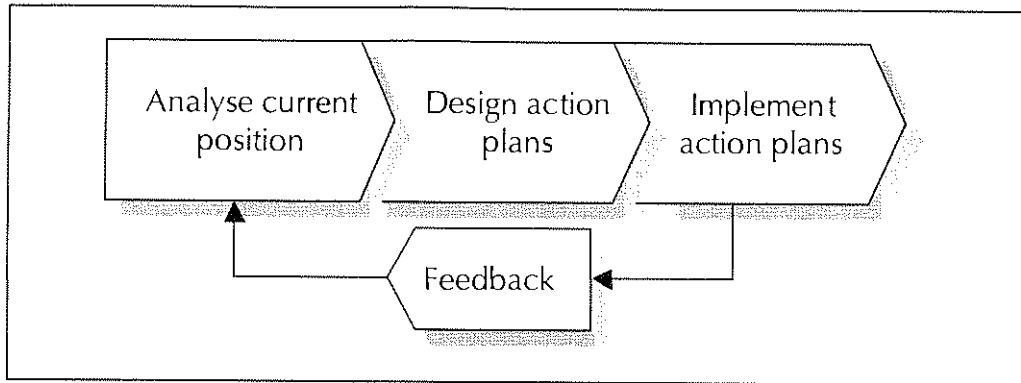 Analyse current
position
Design action
plans
Implement
action plans
Feedback